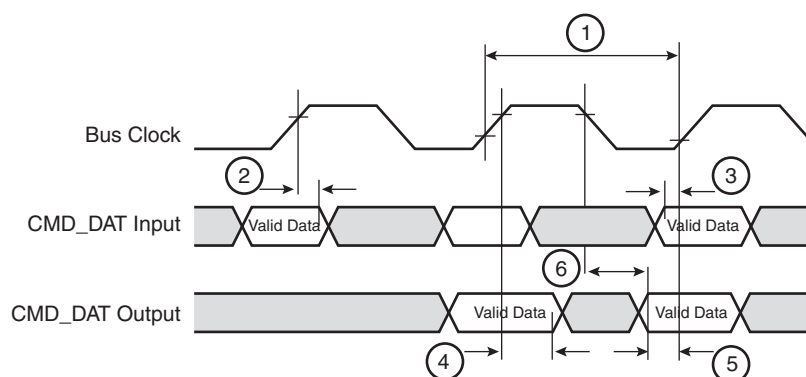 1
Bus Clock
2
3
CMD_DAT Input
Valid Data
Valid Data
6
CMD_DAT Output
Valid Data
Valid Data
4
5